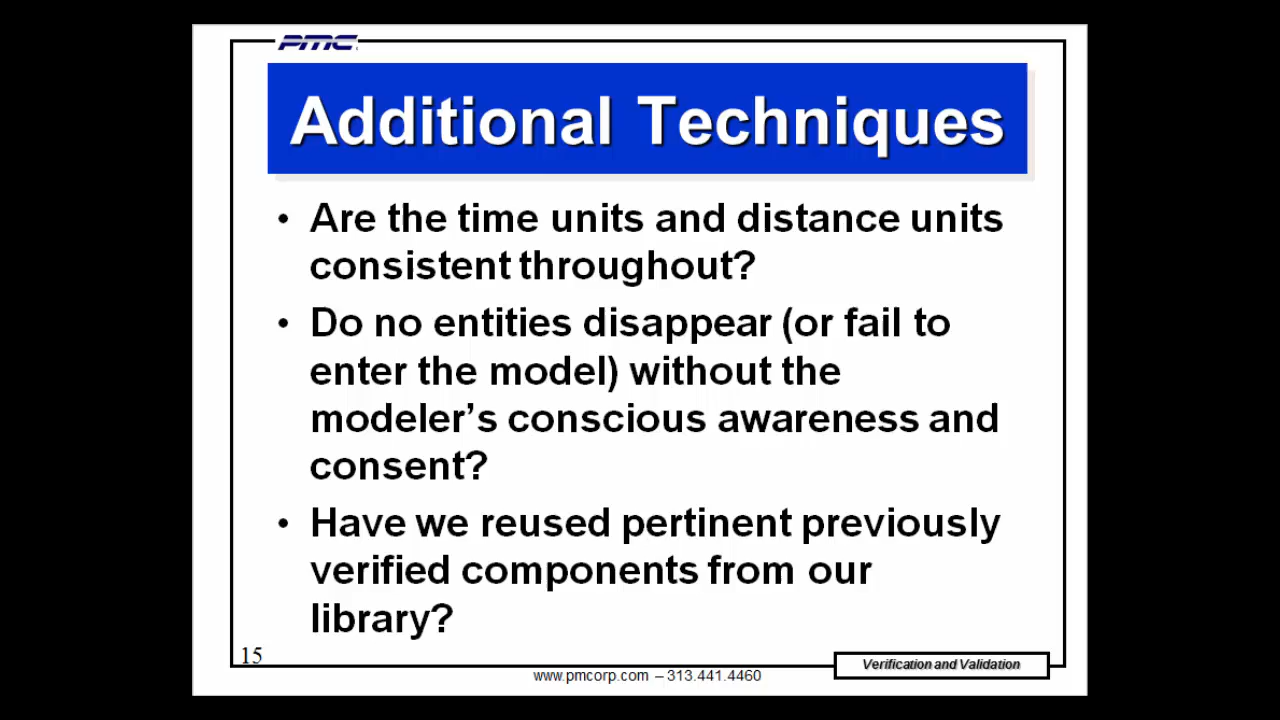 PMC
Additional Techniques
• Are the time units and distance units
consistent throughout?
• Do no entities disappear (or fail to
enter the model) without the
modeler's conscious awareness and
consent?
• Have we reused pertinent previously
verified components from our
library?
15
Verification and Validation
www.pmcorp.com – 313.441.4460